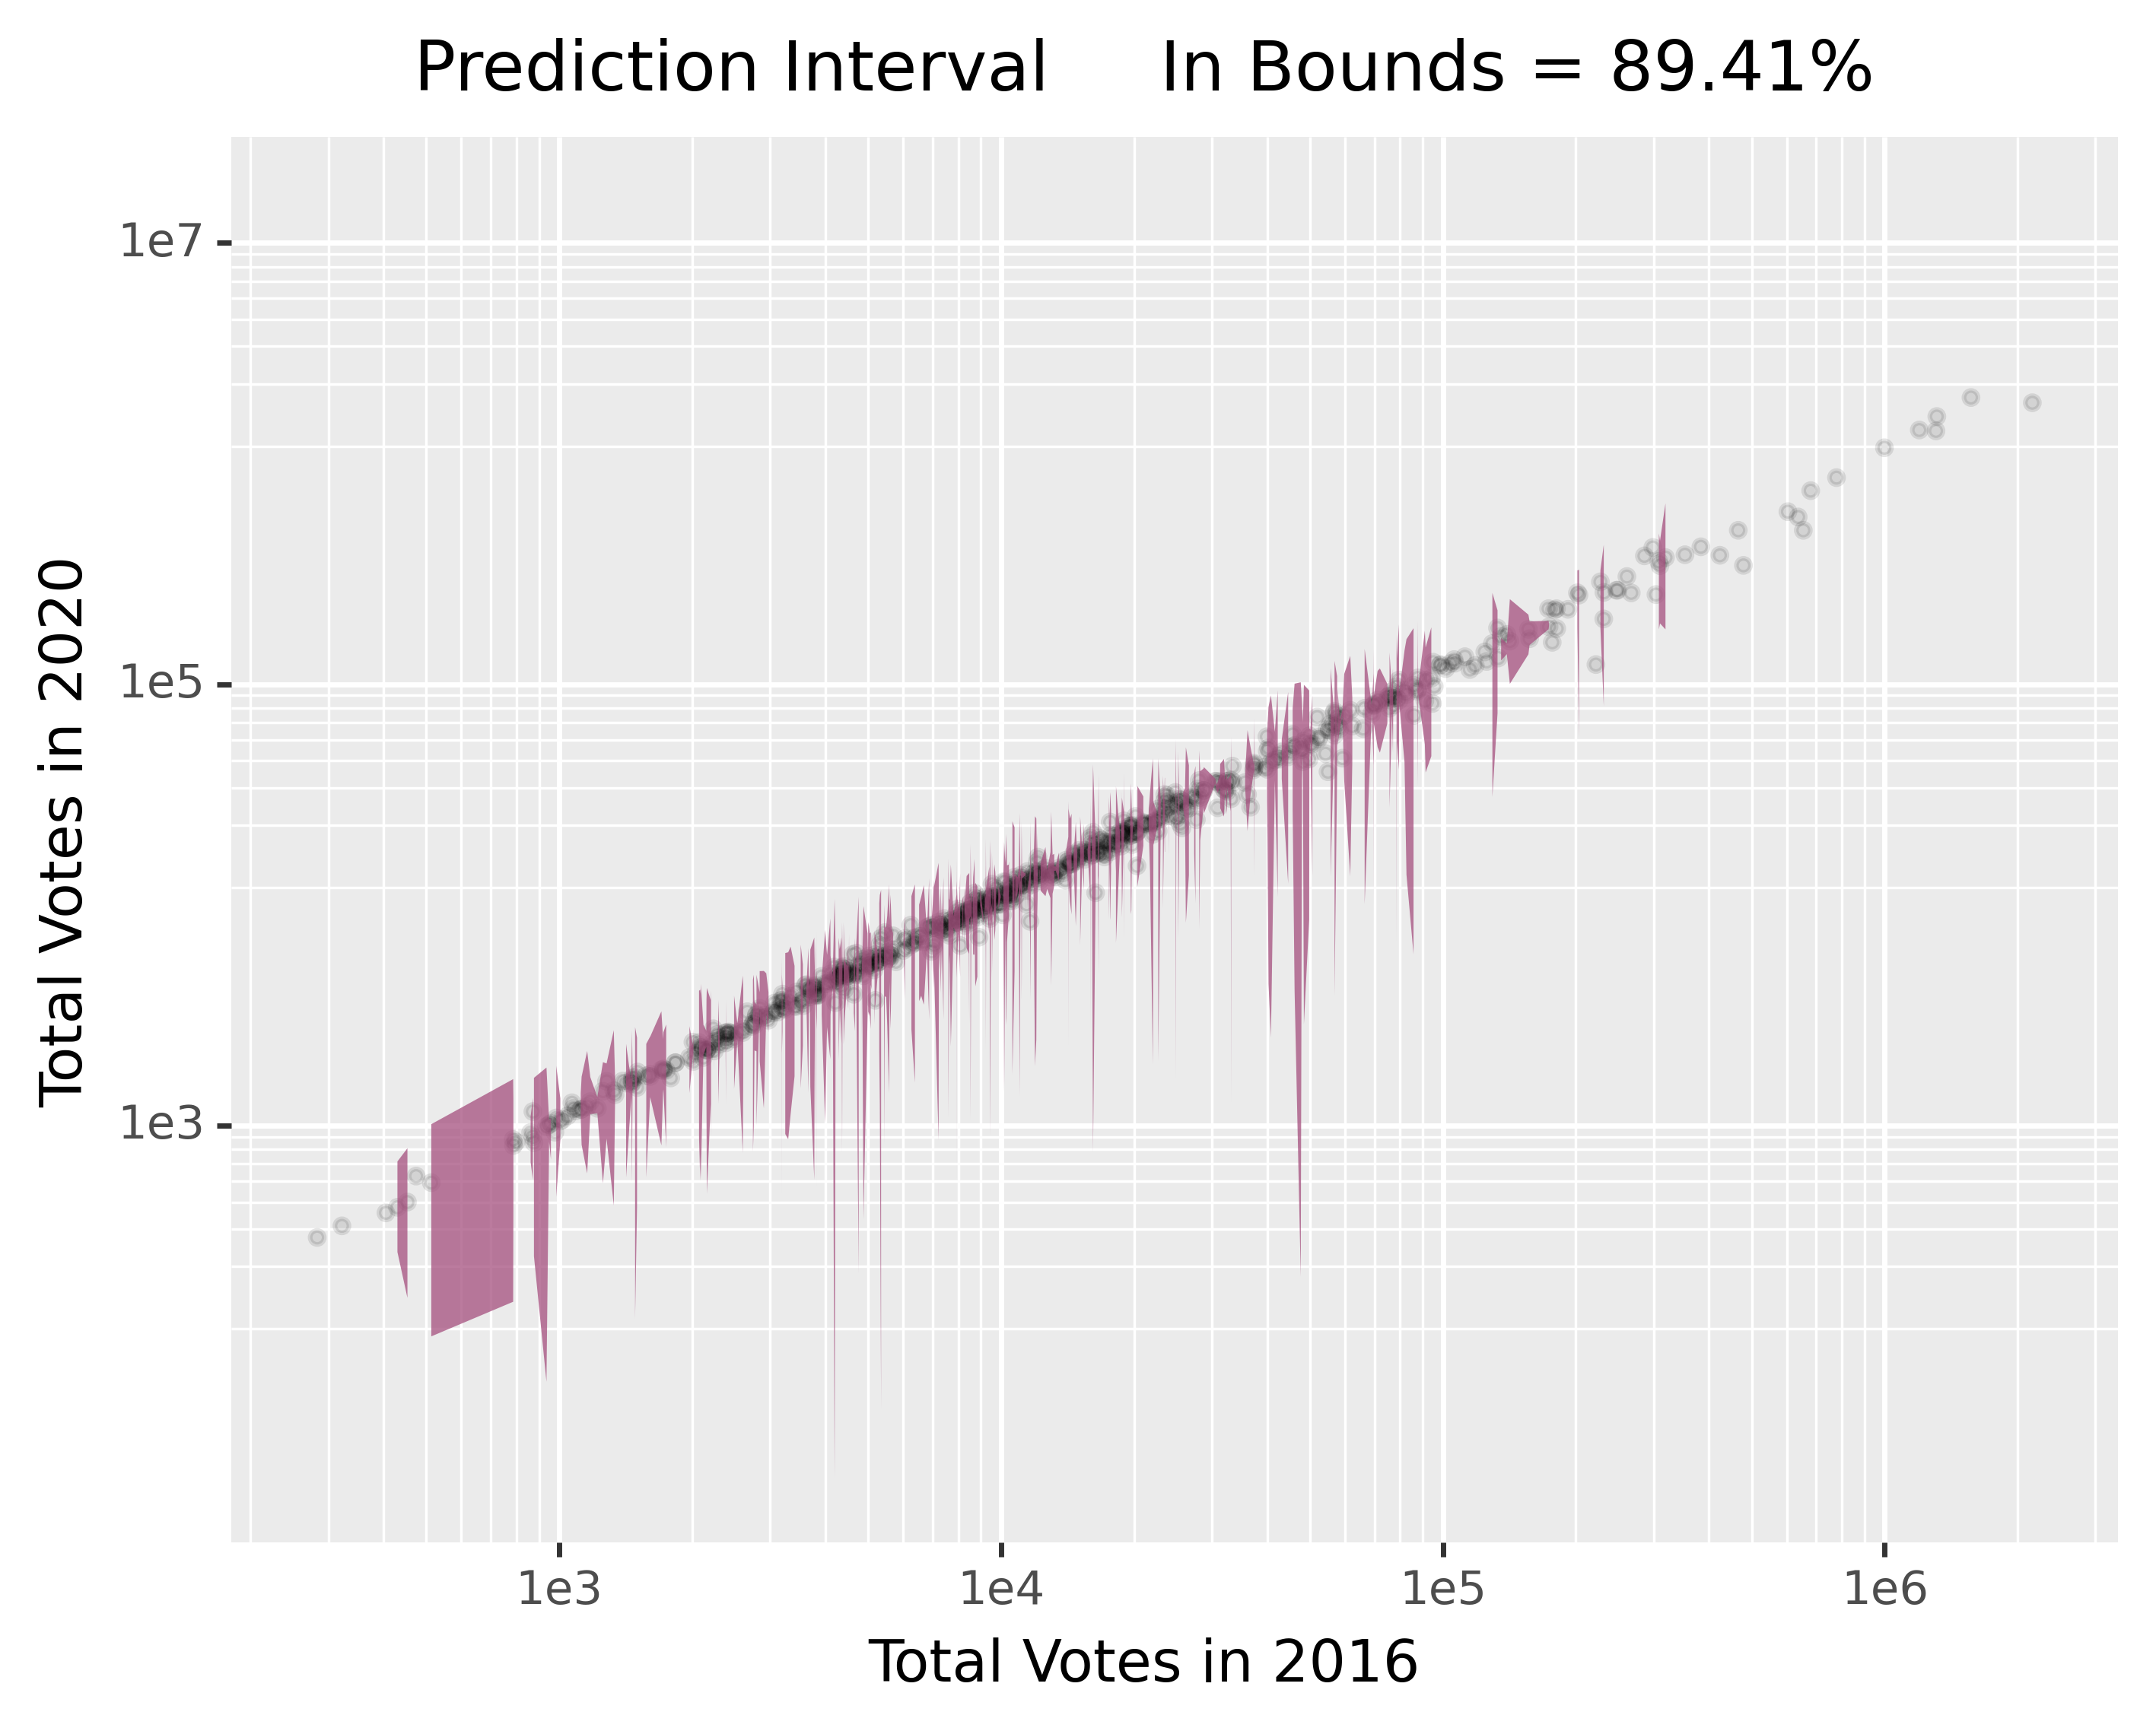 Prediction Interval In Bounds = 89.41%
1e7
1e5
1e3
Total Votes in 2020
1e3 1e4 1e5 1e6
Total Votes in 2016